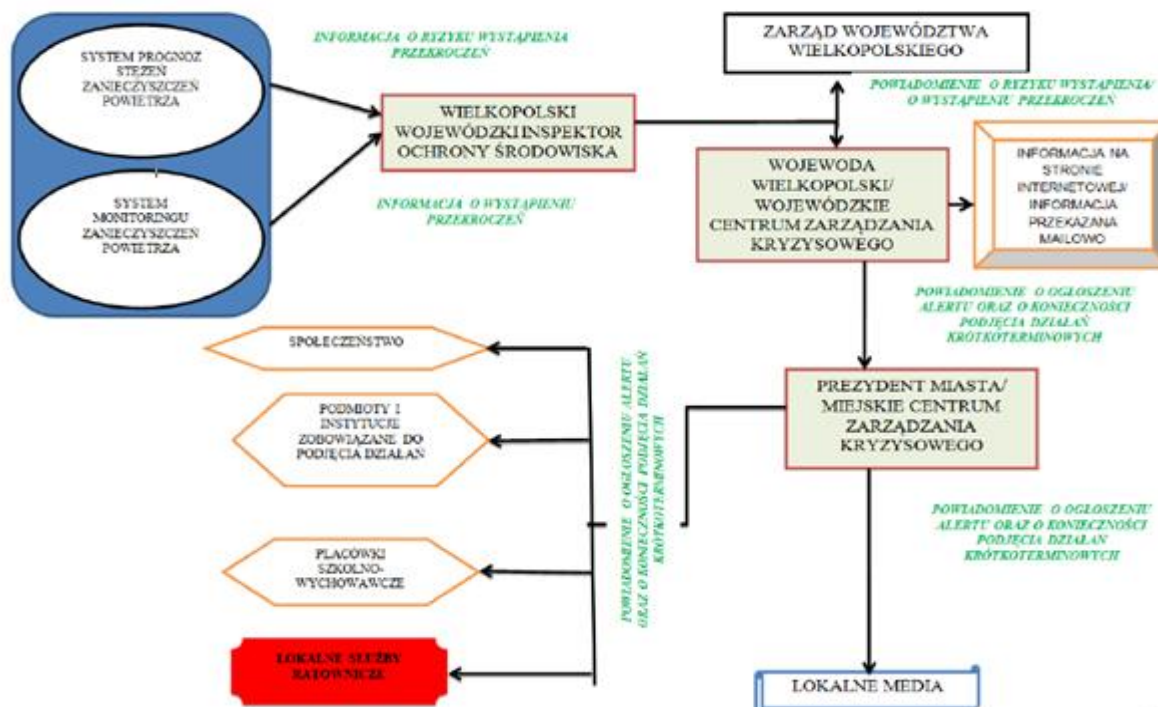 SYSTEM PROGNOZ
STĘŻEŃ
ZANIECZYSZCZEŃ
POWIETRZA
SYSTEM
MONITORINGU
ZANIECZYSZCZEŃ
POWIETRZA
INFORMACJA O RYZYKU WYSTĄPIENIA
PRZEKROCZEŃ
WIELKOPOLSKI
WOJEWÓDZKI INSPEKTOR
OCHRONY ŚRODOWISKA
INFORMACJA O WYSTĄPIENIU
PRZEKROCZEŃ
ZARZĄD WOJEWÓDZTWA
WIELKOPOLSKIEGO
POWIADOMIENIE O RYZYKU WYSTĄPIENIA/
O WYSTĄPIENIU PRZEKROCZEŃ
WOJEWODA
WIELKOPOLSKI/
WOJEWÓDZKIE
CENTRUM ZARZĄDZANIA
KRYZYSOWEGO
INFORMACJA NA
STRONIE
INTERNETOWEJ/
INFORMACJA
PRZEKAZANA
MAILOWO
POWIADOMIENIE O OGŁOSZENIU
ALERTU ORAZ O KONIECZNOŚCI
PODJĘCIA DZIAŁAŃ
KRÓTKOTERMINOWYCH
PREZYDENT MIASTA/
MIEJSKIE CENTRUM
ZARZĄDZANIA
KRYZYSOWEGO
SPOŁECZEŃSTWO
PODMIOTY I
INSTYTUCJE
ZOBOWIĄZANE DO
PODJĘCIA DZIAŁAŃ
PLACÓWKI
SZKOLNO-
WYCHOWAWCZE
LOKALNE SŁUŻBY
RATOWNICZE
POWIADOMIENIE O OGŁOSZENIU ALERTU
ORAZ O KONIECZNOŚCI PODJĘCIA DZIAŁAŃ
KRÓTKOTERMINOWYCH
POWIADOMIENIE O OGŁOSZENIU
ALERTU ORAZ O KONIECZNOŚCI
PODJĘCIA DZIAŁAŃ
KRÓTKOTERMINOWYCH
LOKALNE MEDIA